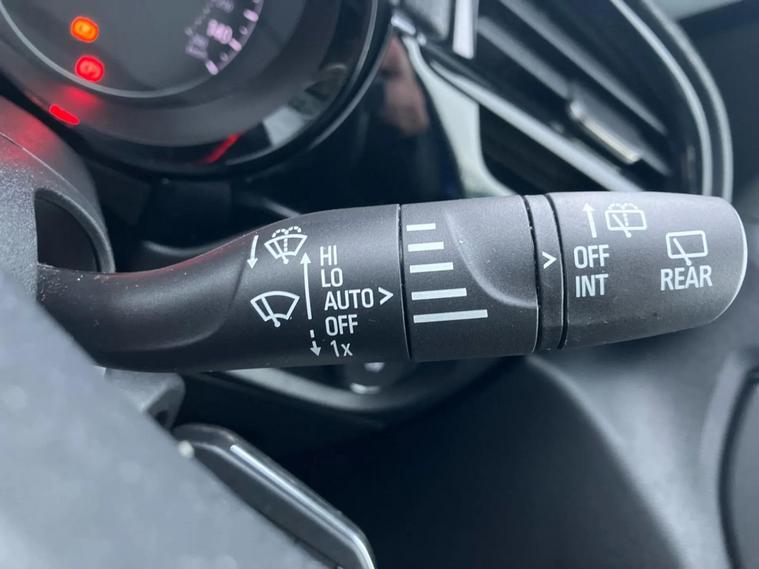 HI
LO
AUTO >
OFF
1x
>
OFF
INT
REAR